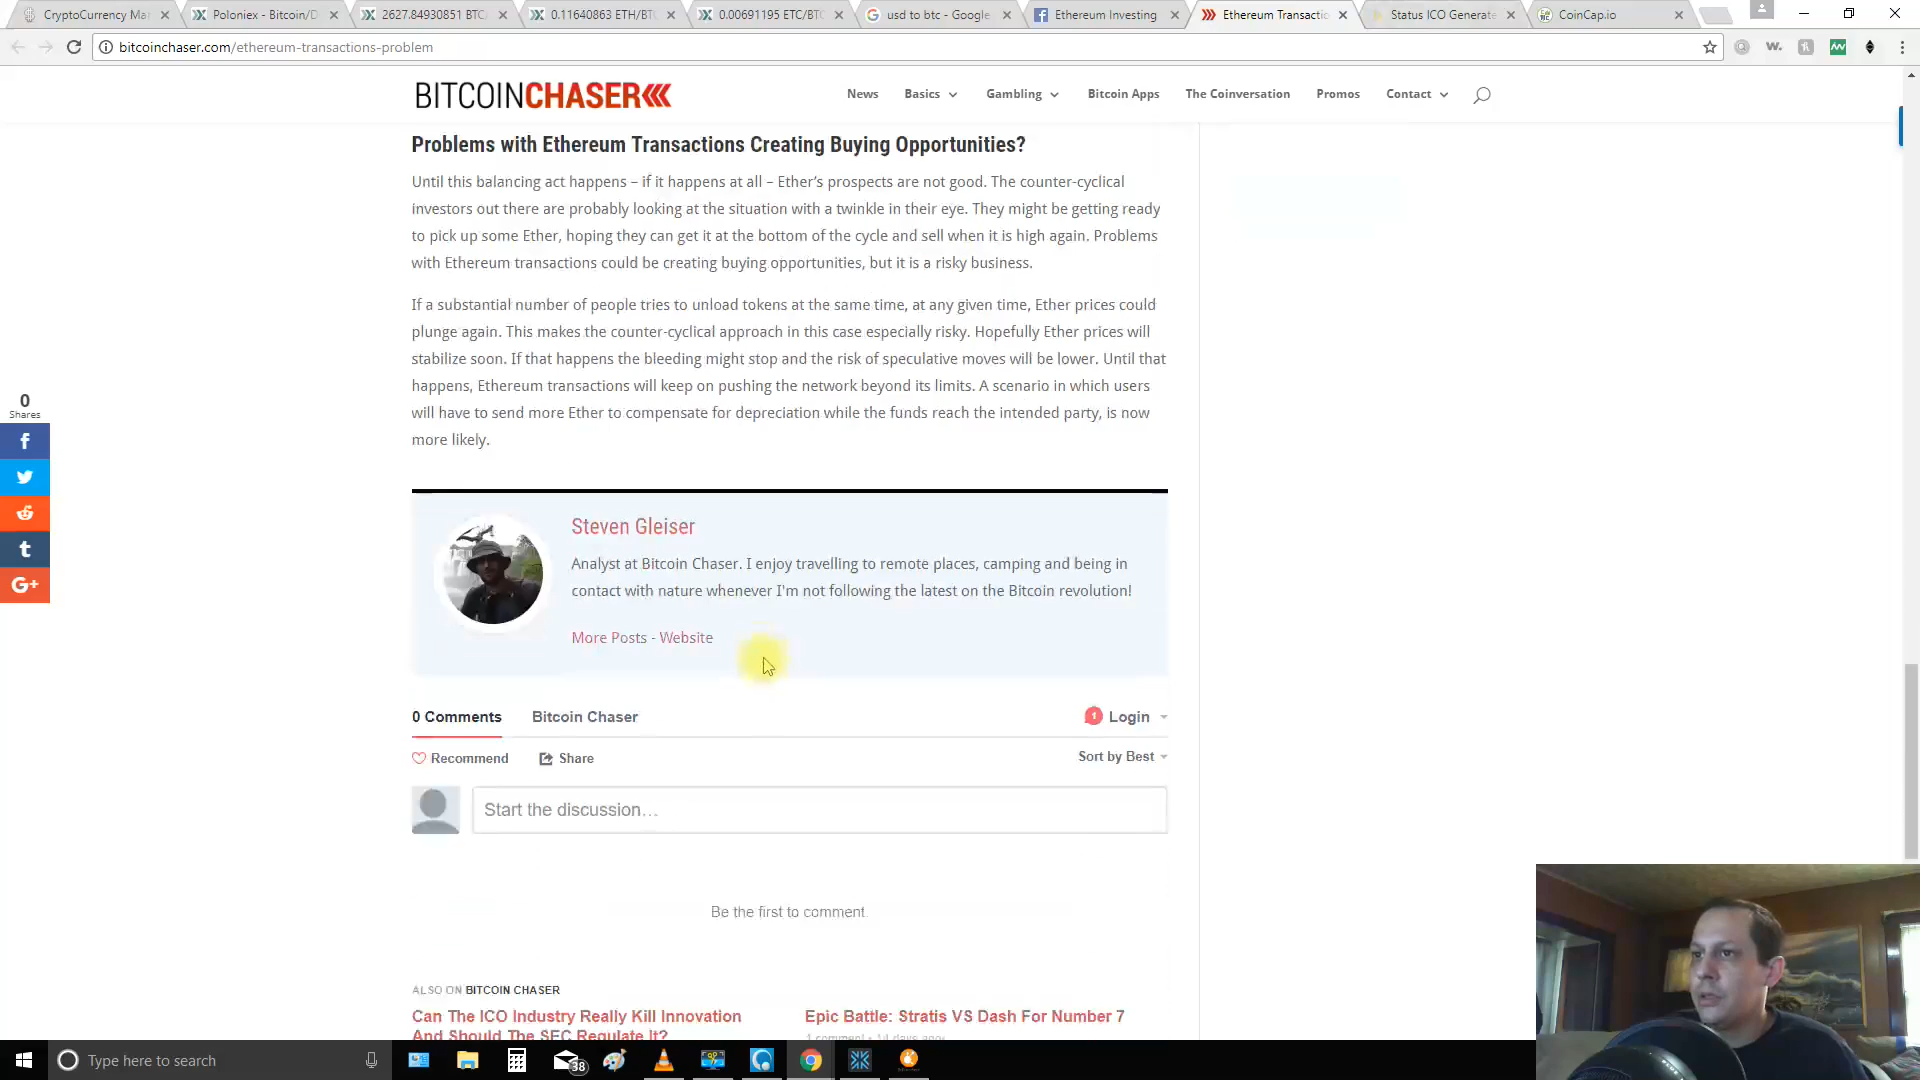 CryptoCurrency Mar
Poloniex - Bitcoin/D
2627.84930851 BTC/
0.11640863 ETH/BTC
0.00691195 ETC/BTC
usd to btc - Google
Ethereum Investing
Ethereum Transactio
Status ICO Generate
CoinCap.io
bitcoinchaser.com/ethereum-transactions-problem
BITCOINCHASER
News
Basics
Gambling
Bitcoin Apps
The Coinversation
Promos
Contact
Problems with Ethereum Transactions Creating Buying Opportunities?
Until this balancing act happens – if it happens at all – Ether’s prospects are not good. The counter-cyclical
investors out there are probably looking at the situation with a twinkle in their eye. They might be getting ready
to pick up some Ether, hoping they can get it at the bottom of the cycle and sell when it is high again. Problems
with Ethereum transactions could be creating buying opportunities, but it is a risky business.
If a substantial number of people tries to unload tokens at the same time, at any given time, Ether prices could
plunge again. This makes the counter-cyclical approach in this case especially risky. Hopefully Ether prices will
stabilize soon. If that happens the bleeding might stop and the risk of speculative moves will be lower. Until that
happens, Ethereum transactions will keep on pushing the network beyond its limits. A scenario in which users
will have to send more Ether to compensate for depreciation while the funds reach the intended party, is now
more likely.
0
Shares
G+
Steven Gleiser
Analyst at Bitcoin Chaser. I enjoy travelling to remote places, camping and being in
contact with nature whenever I'm not following the latest on the Bitcoin revolution!
More Posts - Website
0 Comments
Bitcoin Chaser
1
Login
Recommend
Share
Sort by Best
Start the discussion…
Be the first to comment.
ALSO ON BITCOIN CHASER
Can The ICO Industry Really Kill Innovation
And Should The SEC Regulate It?
Epic Battle: Stratis VS Dash For Number 7
1 comment • 14 days ago
Type here to search
38